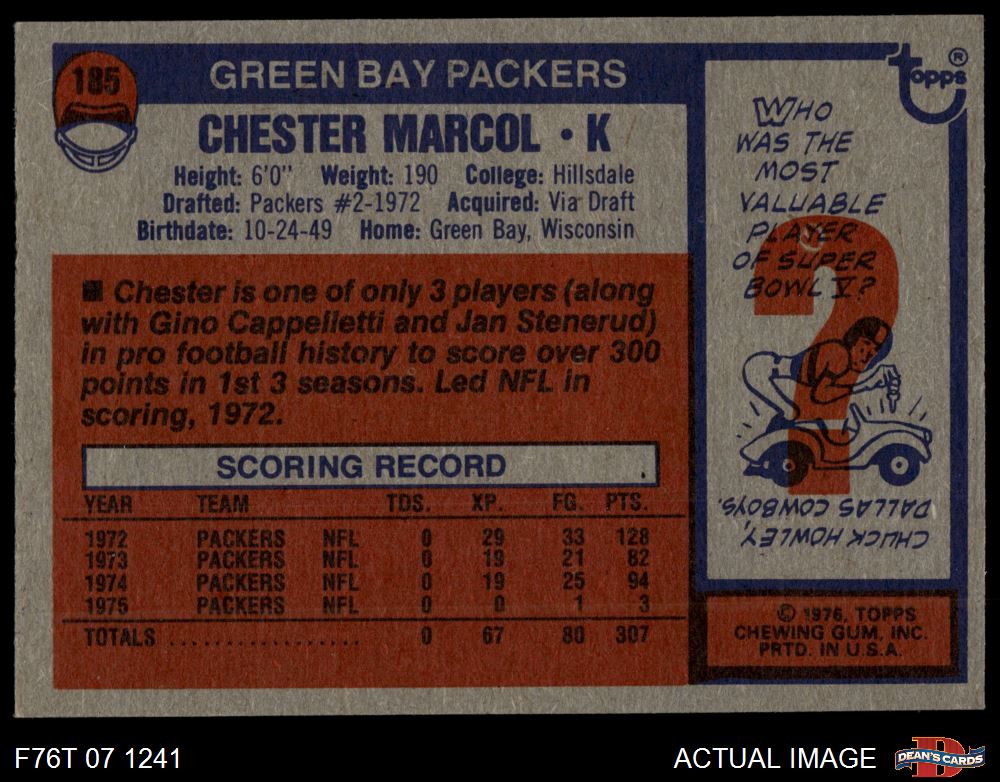 185
GREEN BAY PACKERS
CHESTER MARCOL • K
Height: 6'0" Weight: 190 College: Hillsdale
Drafted: Packers #2-1972 Acquired: Via Draft
Birthdate: 10-24-49 Home: Green Bay, Wisconsin
■ Chester is one of only 3 players (along
with Gino Cappelletti and Jan Stenerud)
in pro football history to score over 300
points in 1st 3 seasons. Led NFL in
scoring, 1972.
SCORING RECORD
YEAR TEAM TDS. XP. FG. PTS.
1972 PACKERS NFL 0 29 33 128
1973 PACKERS NFL 0 19 21 82
1974 PACKERS NFL 0 19 25 94
1975 PACKERS NFL 0 0 1 3
TOTALS .................... 0 67 80 307
Topps®
WHO
WAS THE
MOST
VALUABLE
PLAYER
OF SUPER
BOWL V?
?
CHUCK HOWLEY,
DALLAS COWBOYS.
© 1976, TOPPS
CHEWING GUM, INC.
PRTD. IN U.S.A.
F76T 07 1241
ACTUAL IMAGE
D
DEAN'S CARDS